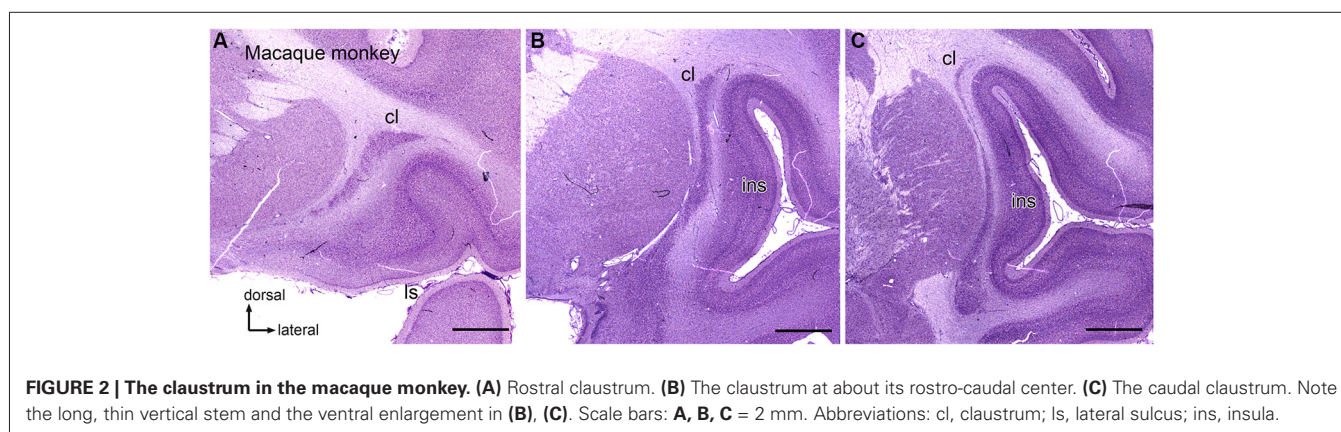 A
Macaque monkey
cl
ls
dorsal
lateral
B
cl
ins
C
cl
ins
FIGURE 2 | The claustrum in the macaque monkey. (A) Rostral claustrum. (B) The claustrum at about its rostro-caudal center. (C) The caudal claustrum. Note
the long, thin vertical stem and the ventral enlargement in (B), (C). Scale bars: A, B, C = 2 mm. Abbreviations: cl, claustrum; ls, lateral sulcus; ins, insula.